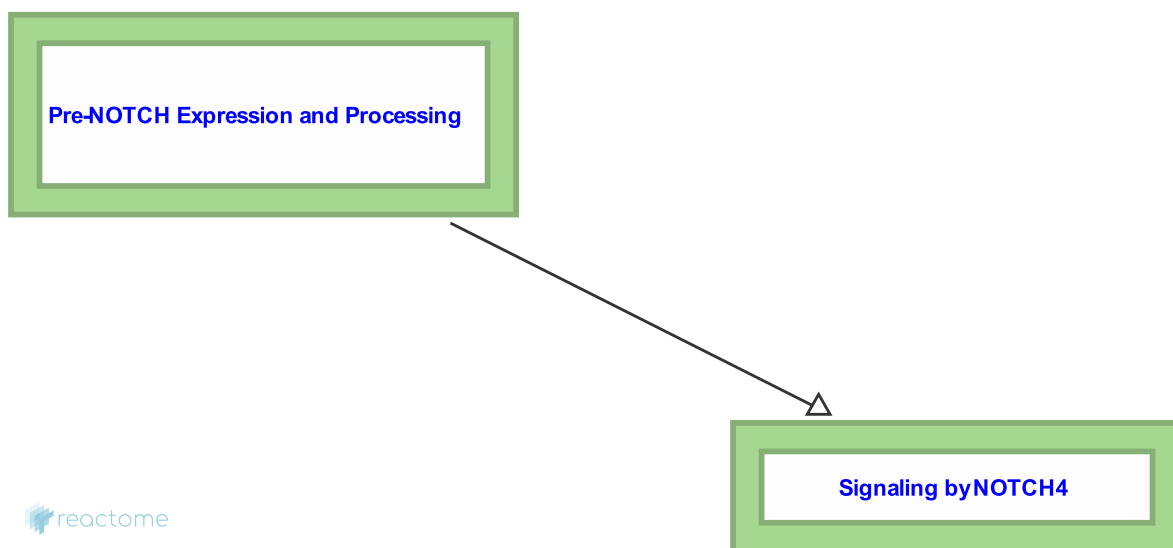 Pre-NOTCH Expression and Processing
Signaling by NOTCH4
reactome